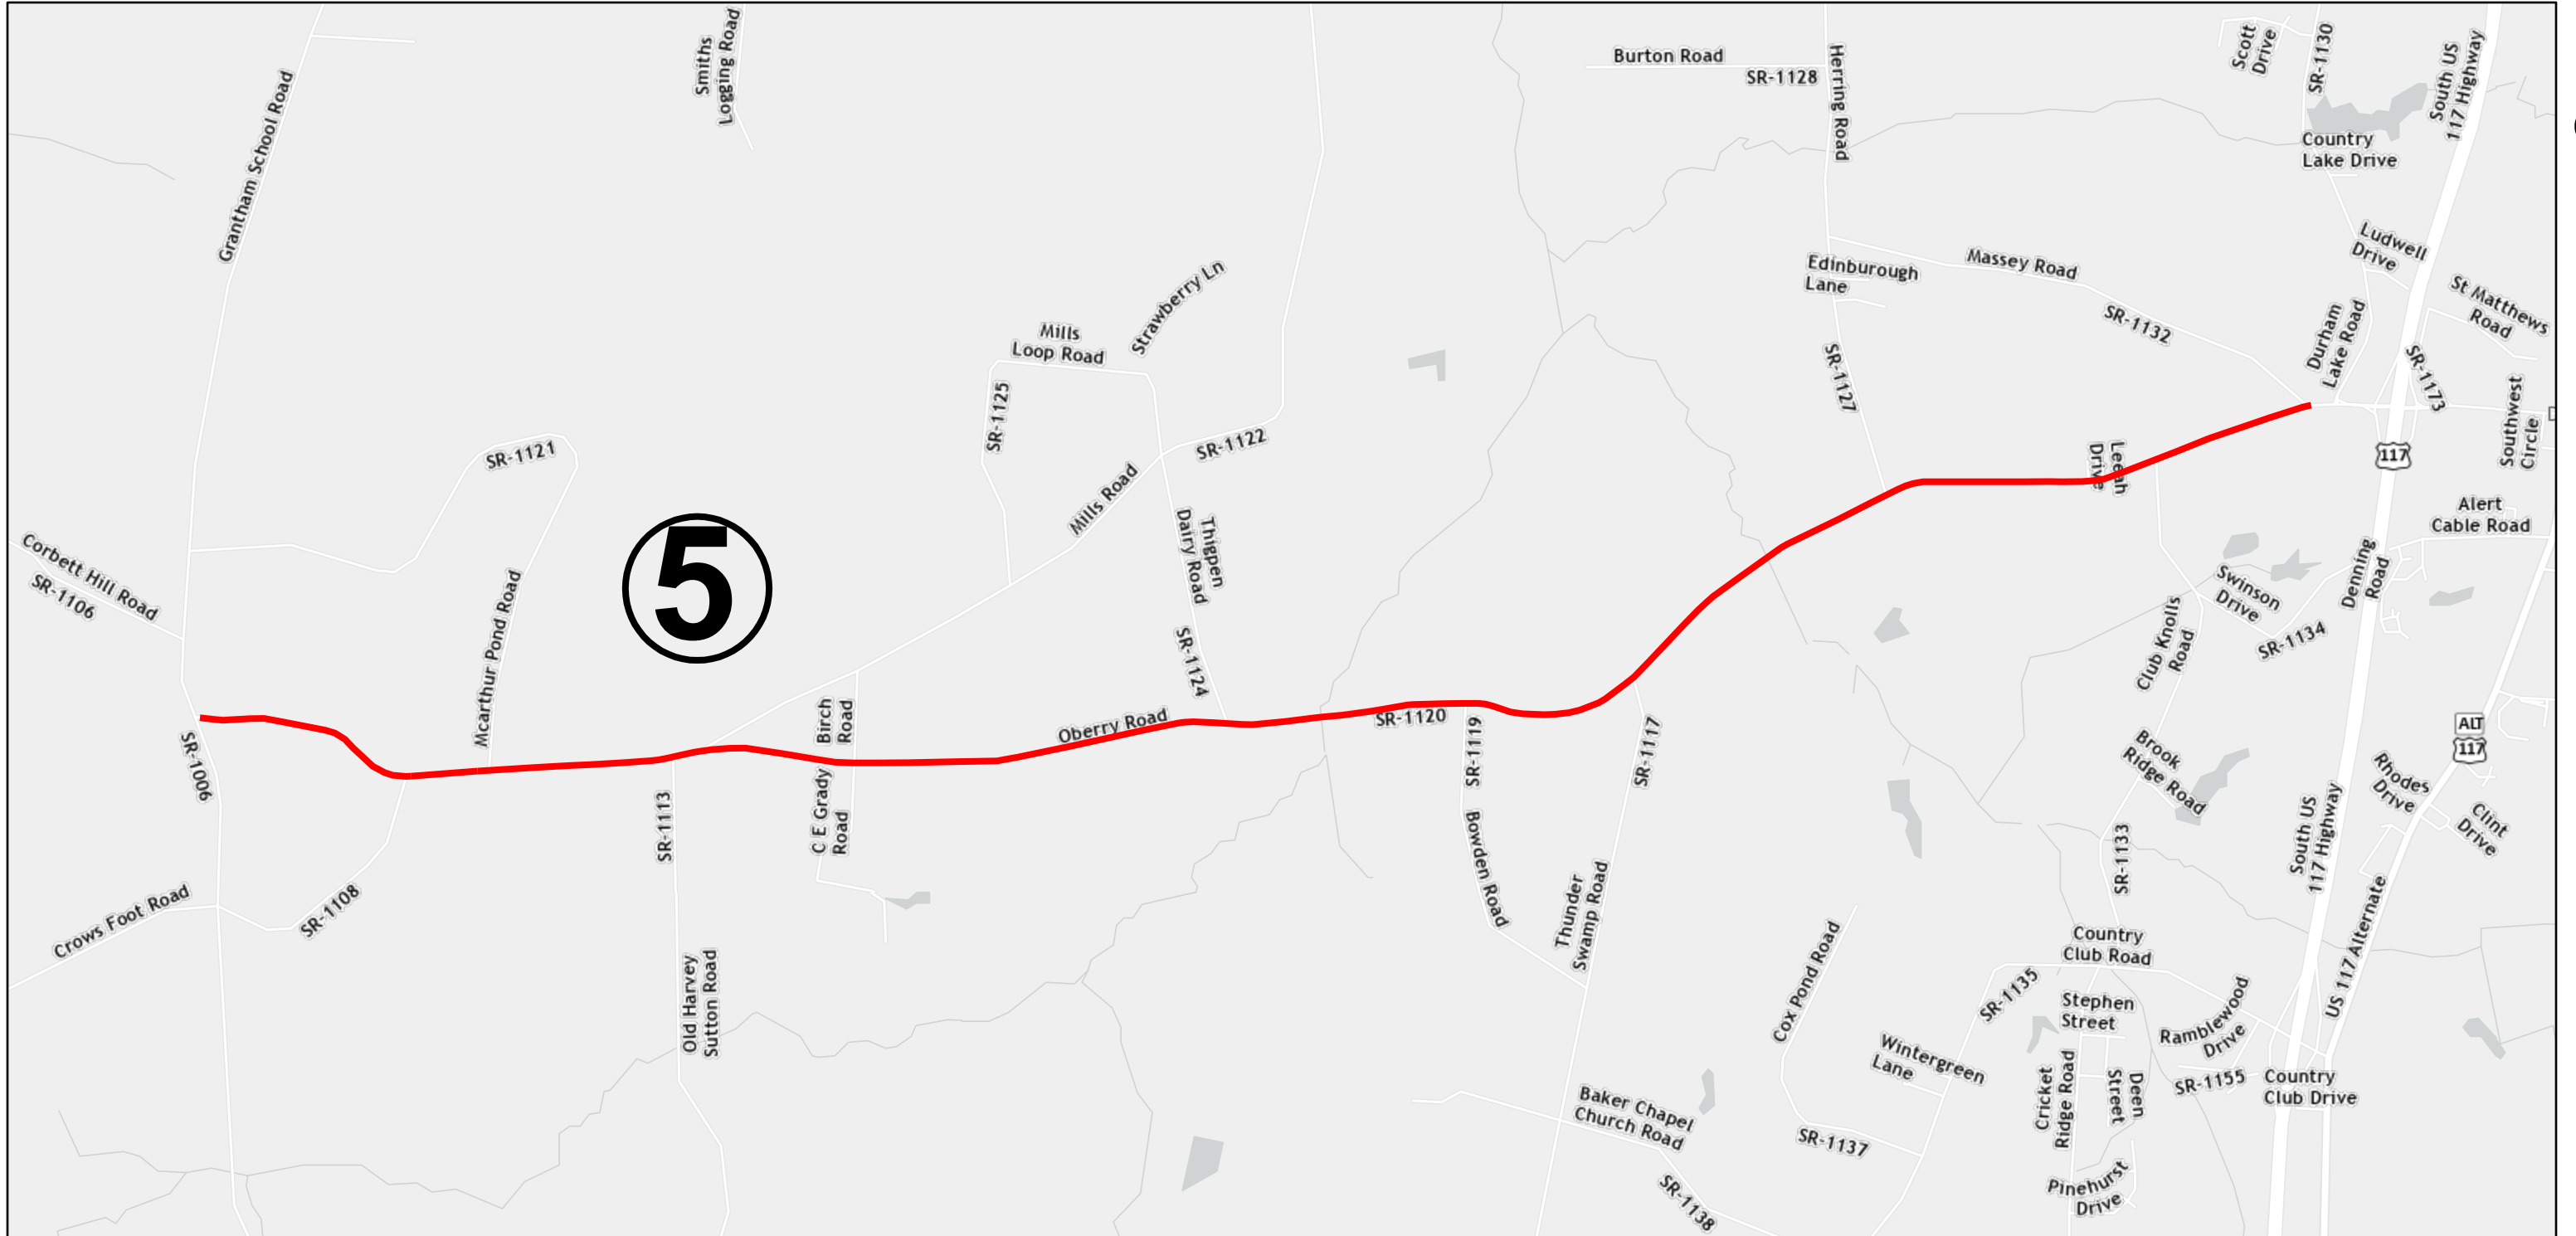 Smiths
Logging Road
Burton Road
SR-1128
Herring Road
Scott
Drive
SR-1130
South US
117 Highway
Country
Lake Drive
Grantham School Road
Ludwell
Drive
Edinburough
Lane
Massey Road
Strawberry Ln
St Matthews
Road
SR-1132
Durham
Lake Road
Mills
Loop Road
SR-1127
SR-1173
SR-1125
Southwest
Circle
SR-1122
SR-1121
117
Leeah
Drive
Mills Road
Alert
Cable Road
Thigpen
Dairy Road
Corbett Hill Road
SR-1106
5
Denning
Road
Swinson
Drive
Mcarthur Pond Road
SR-1134
Club Knolls
Road
SR-1124
Birch
Road
Oberry Road
SR-1120
ALT
117
SR-1006
SR-1119
SR-1117
Brook
Ridge Road
Rhodes
Drive
C E Grady
Road
SR-1113
Clint
Drive
South US
117 Highway
SR-1133
Bowden Road
Crows Foot Road
SR-1108
Thunder
Swamp Road
US 117 Alternate
Country
Club Road
Cox Pond Road
Old Harvey
Sutton Road
SR-1135
Stephen
Street
Ramblewood
Drive
Wintergreen
Lane
Cricket
Ridge Road
Deen
Street
SR-1155
Country
Club Drive
Baker Chapel
Church Road
SR-1137
Pinehurst
Drive
SR-1138